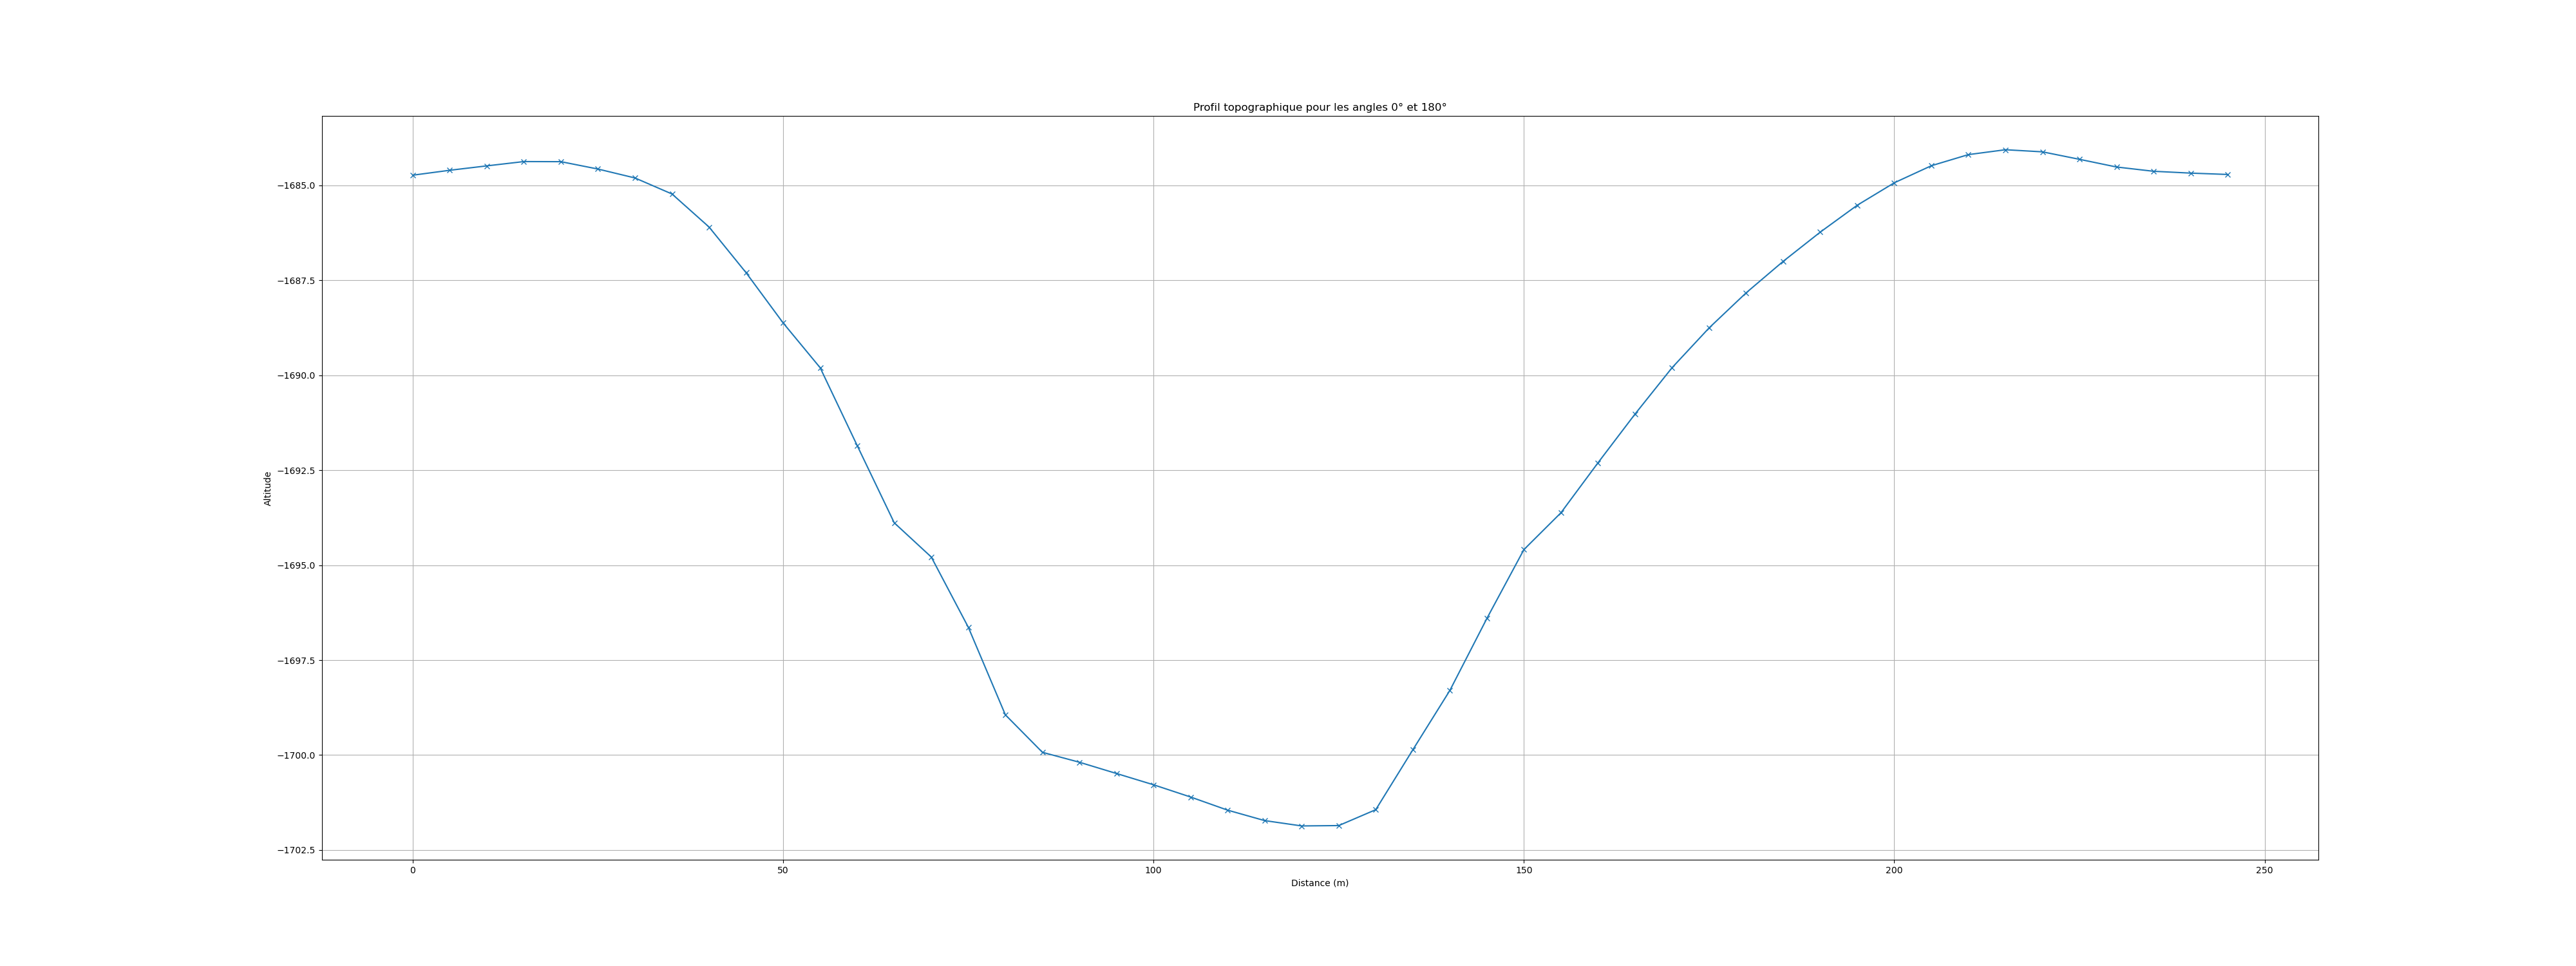 Profil topographique pour les angles 0° et 180°
−1685.0
−1687.5
−1690.0
−1692.5
Altitude
−1695.0
−1697.5
−1700.0
−1702.5
0 50 100 150 200 250
Distance (m)